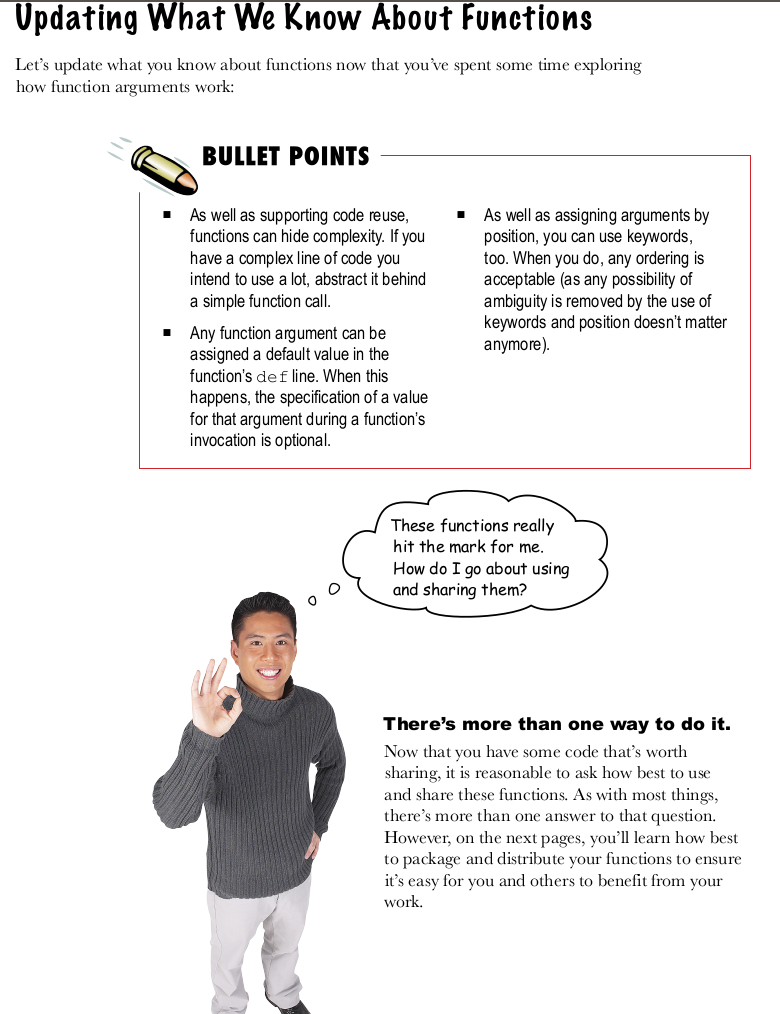 Updating What We Know About Functions
Let’s update what you know about functions now that you’ve spent some time exploring
how function arguments work:
BULLET POINTS
■ As well as supporting code reuse,
functions can hide complexity. If you
have a complex line of code you
intend to use a lot, abstract it behind
a simple function call.
■ Any function argument can be
assigned a default value in the
function’s def line. When this
happens, the specification of a value
for that argument during a function’s
invocation is optional.
■ As well as assigning arguments by
position, you can use keywords,
too. When you do, any ordering is
acceptable (as any possibility of
ambiguity is removed by the use of
keywords and position doesn’t matter
anymore).
These functions really
hit the mark for me.
How do I go about using
and sharing them?
There’s more than one way to do it.
Now that you have some code that’s worth
sharing, it is reasonable to ask how best to use
and share these functions. As with most things,
there’s more than one answer to that question.
However, on the next pages, you’ll learn how best
to package and distribute your functions to ensure
it’s easy for you and others to benefit from your
work.